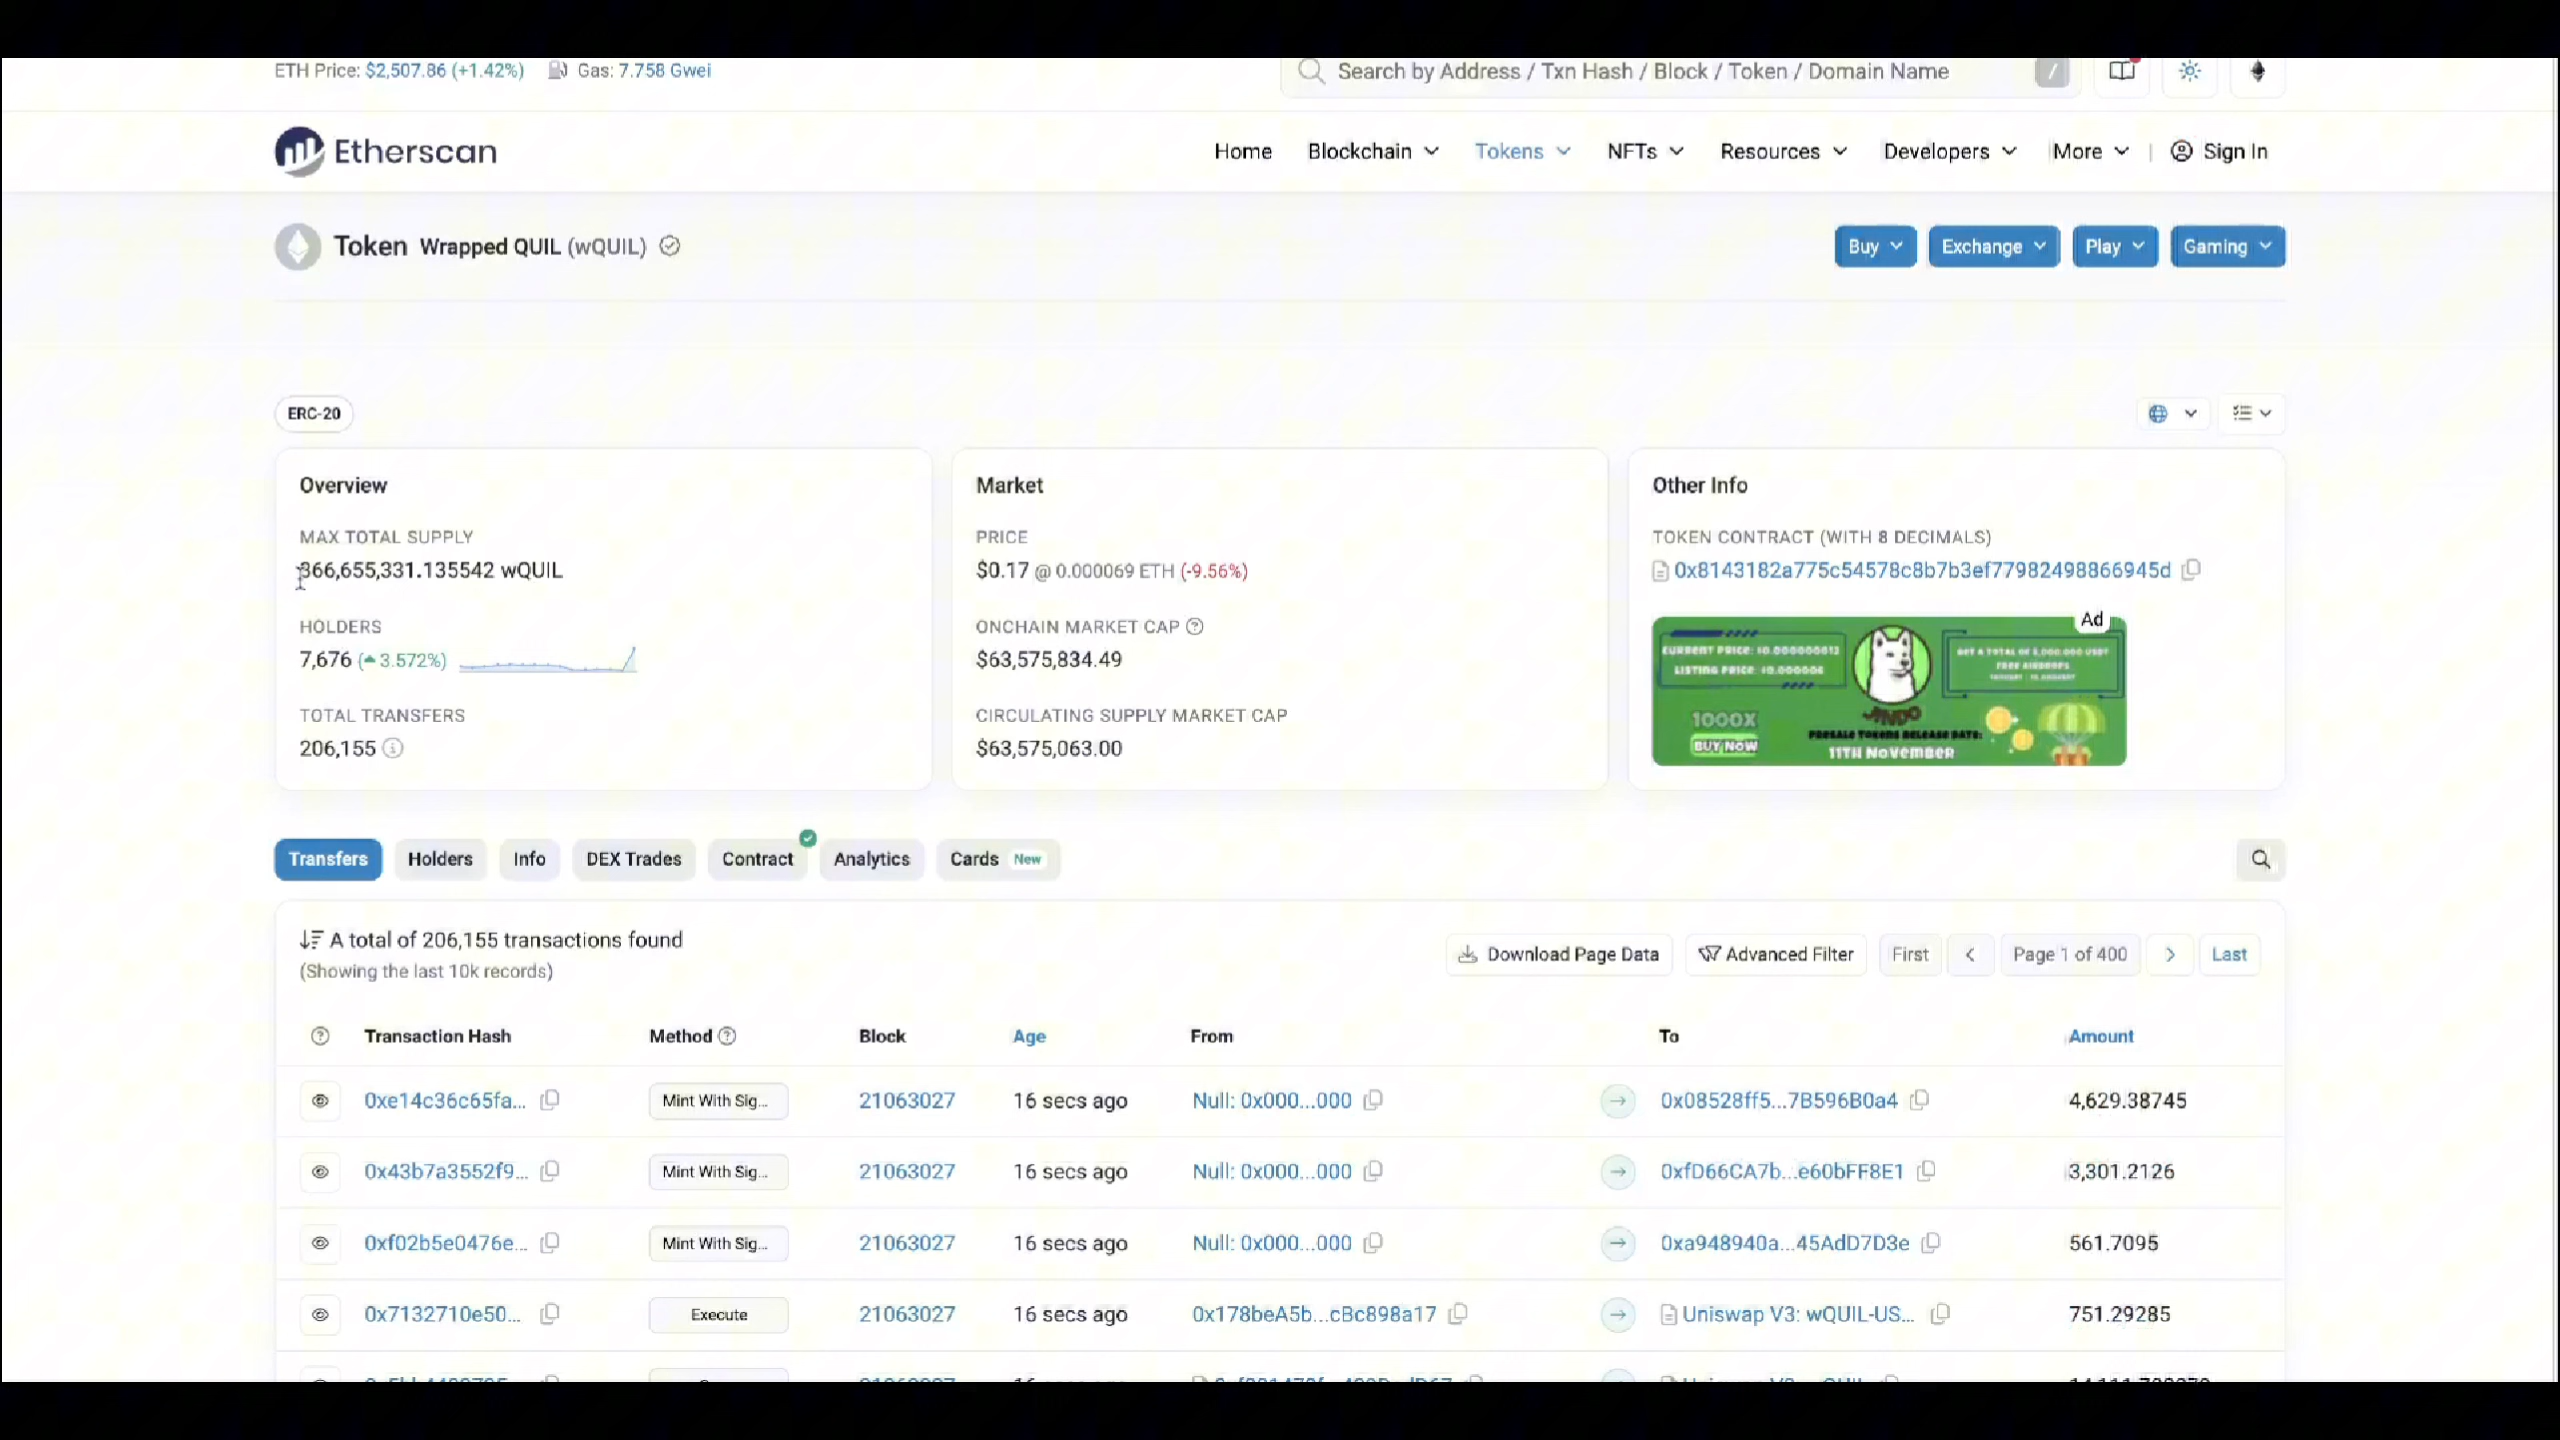 ETH Price: $2,507.86 (+1.42%) Gas: 7.758 Gwei
Search by Address / Txn Hash / Block / Token / Domain Name /
Etherscan Home Blockchain Tokens NFTs Resources Developers More | Sign In
Token Wrapped QUIL (wQUIL) Buy Exchange Play Gaming
ERC-20
Overview
MAX TOTAL SUPPLY
366,655,331.135542 wQUIL
HOLDERS
7,676 (3.572%)
TOTAL TRANSFERS
206,155
Market
PRICE
$0.17 @ 0.000069 ETH (-9.56%)
ONCHAIN MARKET CAP
$63,575,834.49
CIRCULATING SUPPLY MARKET CAP
$63,575,063.00
Other Info
TOKEN CONTRACT (WITH 8 DECIMALS)
0x8143182a775c54578c8b7b3ef77982498866945d
Ad
1000X
BUY NOW
PRESALE TOKENS RELEASE DATE:
11TH NOVEMBER
Transfers Holders Info DEX Trades Contract Analytics Cards New
A total of 206,155 transactions found
(Showing the last 10k records)
Download Page Data Advanced Filter First Page 1 of 400 Last
Transaction Hash Method Block Age From To Amount
0xe14c36c65fa... Mint With Sig... 21063027 16 secs ago Null: 0x000...000 0x08528ff5...7B596B0a4 4,629.38745
0x43b7a3552f9... Mint With Sig... 21063027 16 secs ago Null: 0x000...000 0xfD66CA7b...e60bFF8E1 3,301.2126
0xf02b5e0476e... Mint With Sig... 21063027 16 secs ago Null: 0x000...000 0xa948940a...45AdD7D3e 561.7095
0x7132710e50... Execute 21063027 16 secs ago 0x178beA5b...cBc898a17 Uniswap V3: wQUIL-US... 751.29285